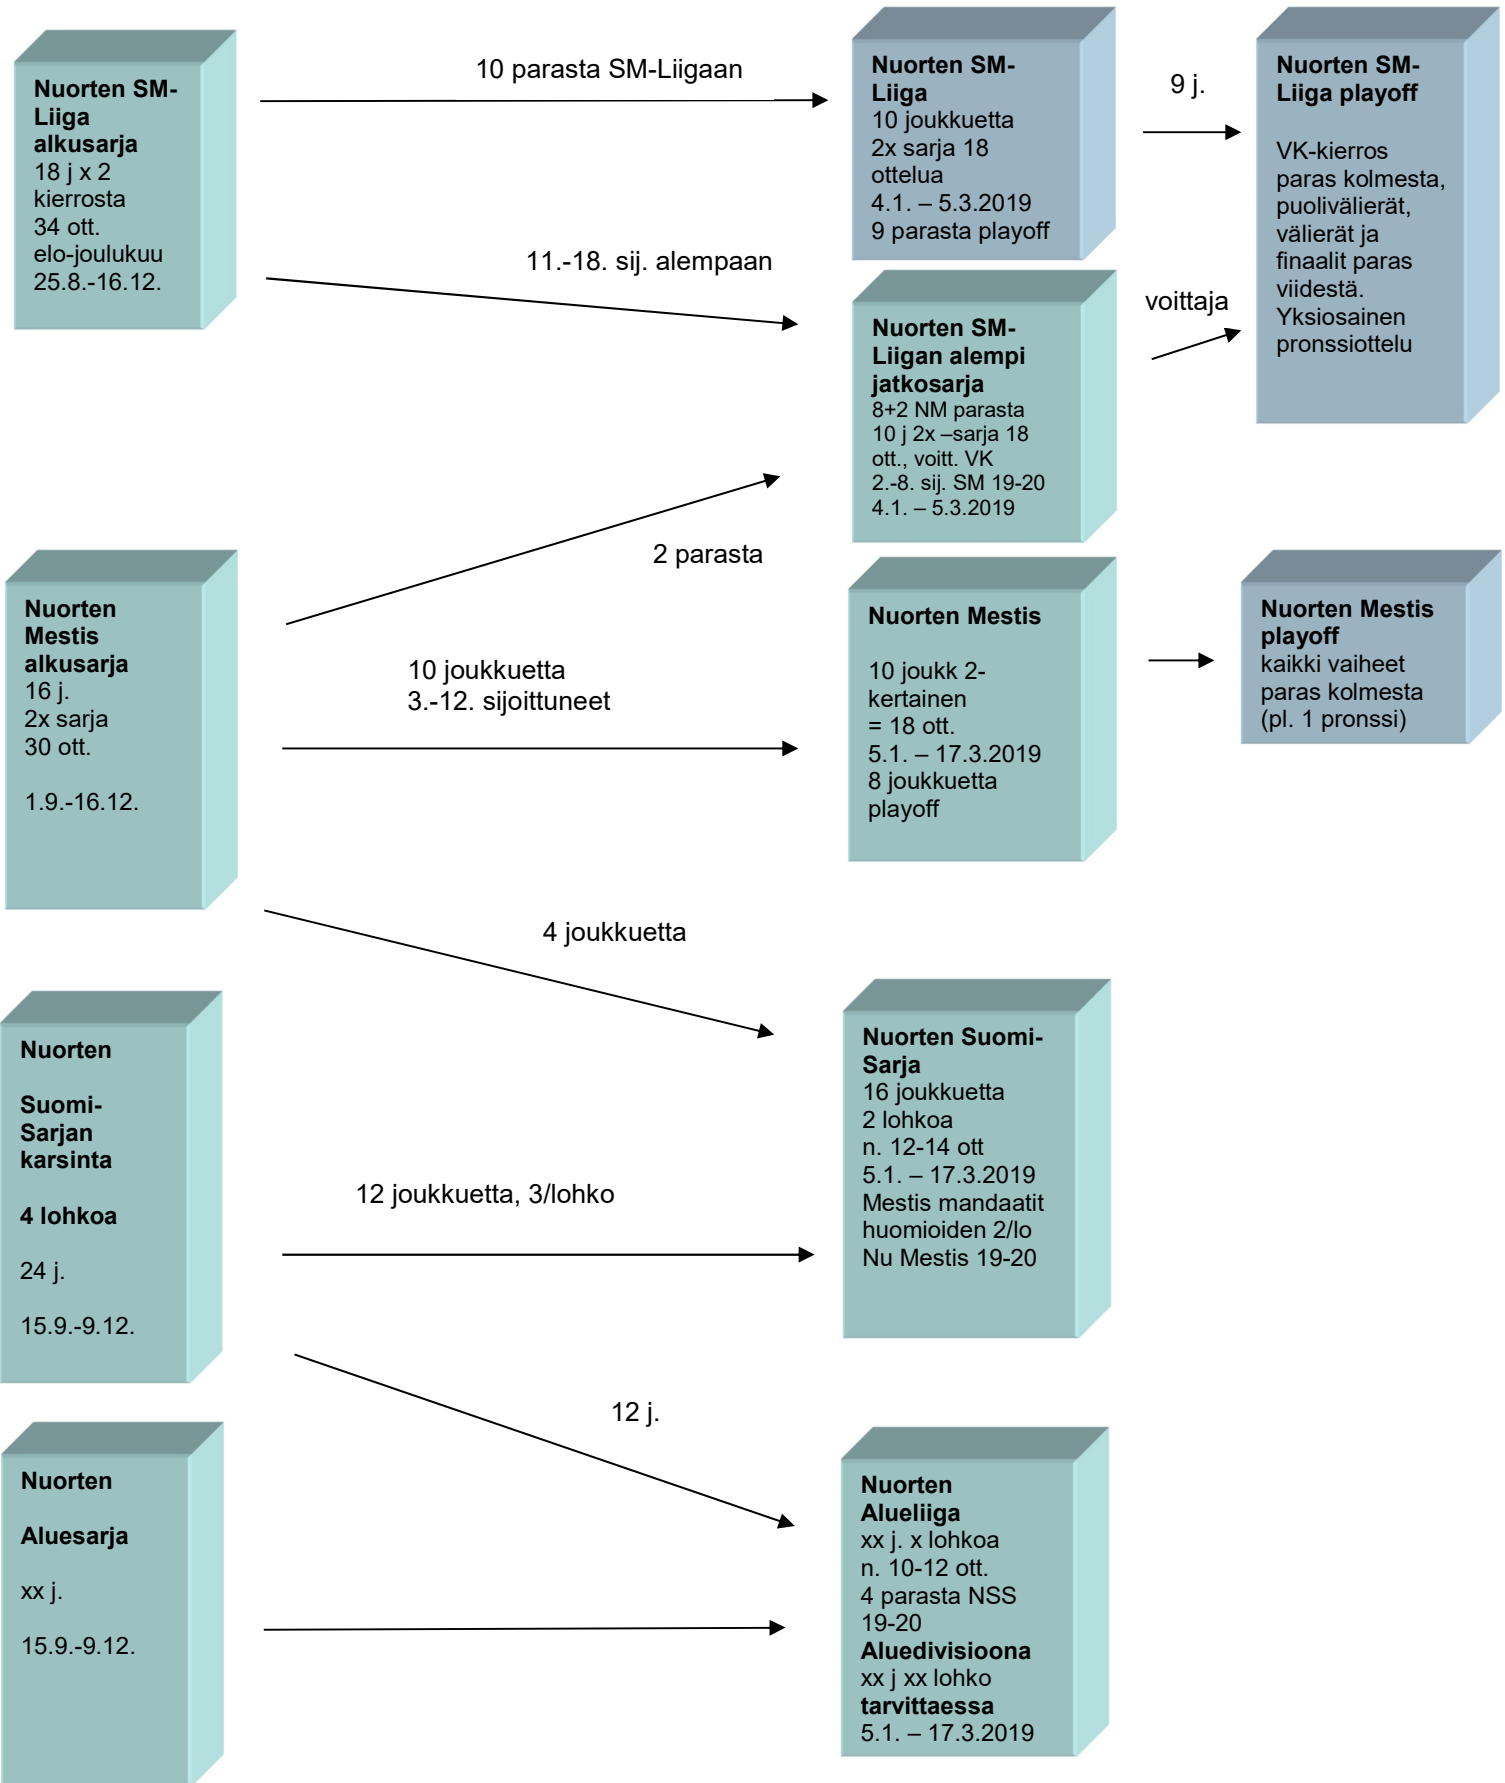 Nuorten SM-
Liiga
alkusarja
18 j x 2
kierrosta
34 ott.
elo-joulukuu
25.8.-16.12.
10 parasta SM-Liigaan
11.-18. sij. alempaan
Nuorten SM-
Liiga
10 joukkuetta
2x sarja 18
ottelua
4.1. – 5.3.2019
9 parasta playoff
9 j.
Nuorten SM-
Liiga playoff
VK-kierros
paras kolmesta,
puolivälierät,
välierät ja
finaalit paras
viidestä.
Yksiosainen
pronssiottelu
Nuorten SM-
Liigan alempi
jatkosarja
8+2 NM parasta
10 j 2x –sarja 18
ott., voitt. VK
2.-8. sij. SM 19-20
4.1. – 5.3.2019
voittaja
Nuorten
Mestis
alkusarja
16 j.
2x sarja
30 ott.
1.9.-16.12.
2 parasta
10 joukkuetta
3.-12. sijoittuneet
4 joukkuetta
Nuorten Mestis
10 joukk 2-
kertainen
= 18 ott.
5.1. – 17.3.2019
8 joukkuetta
playoff
Nuorten Mestis
playoff
kaikki vaiheet
paras kolmesta
(pl. 1 pronssi)
Nuorten
Suomi-
Sarjan
karsinta
4 lohkoa
24 j.
15.9.-9.12.
12 joukkuetta, 3/lohko
12 j.
Nuorten Suomi-
Sarja
16 joukkuetta
2 lohkoa
n. 12-14 ott
5.1. – 17.3.2019
Mestis mandaatit
huomioiden 2/lo
Nu Mestis 19-20
Nuorten
Aluesarja
xx j.
15.9.-9.12.
Nuorten
Alueliiga
xx j. x lohkoa
n. 10-12 ott.
4 parasta NSS
19-20
Aluedivisioona
xx j xx lohko
tarvittaessa
5.1. – 17.3.2019